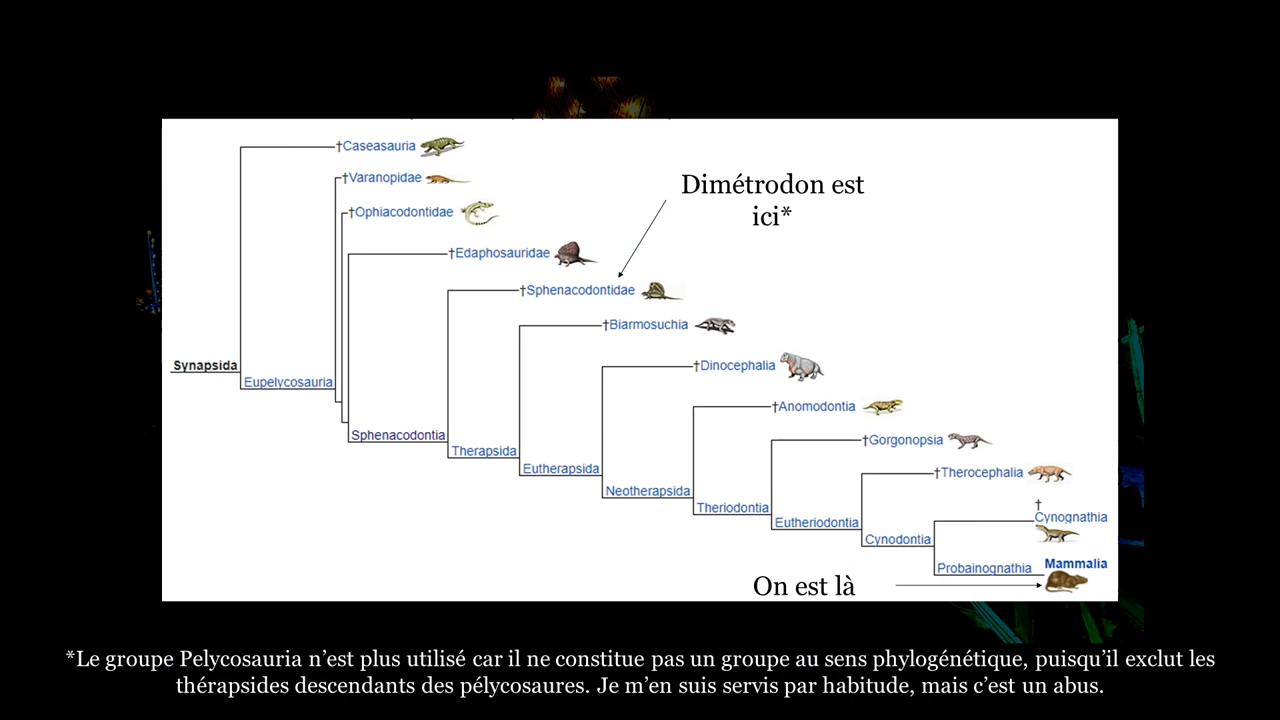 †Caseasauria
†Varanopidae
Dimétrodon est
ici*
†Ophiacodontidae
†Edaphosauridae
†Sphenacodontidae
†Biarmosuchia
Synapsida
†Dinocephalia
Eupelycosauria
†Anomodontia
Sphenacodontia
†Gorgonopsia
Therapsida
Eutherapsida
†Therocephalia
Neotherapsida
Theriodontia
†
Cynognathia
Eutheriodontia
Cynodontia
Probainognathia
Mammalia
On est là
*Le groupe Pelycosauria n’est plus utilisé car il ne constitue pas un groupe au sens phylogénétique, puisqu’il exclut les
thérapsides descendants des pélycosaures. Je m’en suis servis par habitude, mais c’est un abus.